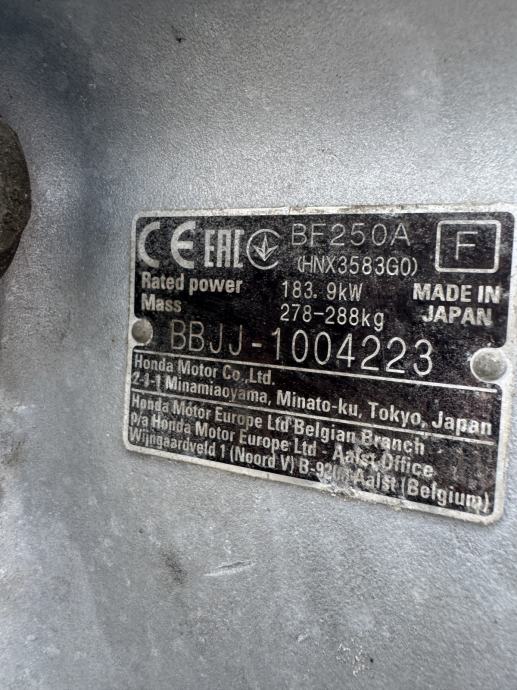 CE EAC BF250A F
(HNX3583G0)
Rated power 183.9kW MADE IN
Mass 278-288kg JAPAN
BBJJ-1004223
Honda Motor Co.,Ltd.
2-1-1 Minamiaoyama, Minato-ku, Tokyo, Japan
Honda Motor Europe Ltd Belgian Branch
p/a Honda Motor Europe Ltd Aalst Office
Wijngaardveld 1 (Noord V) Aalst (Belgium)